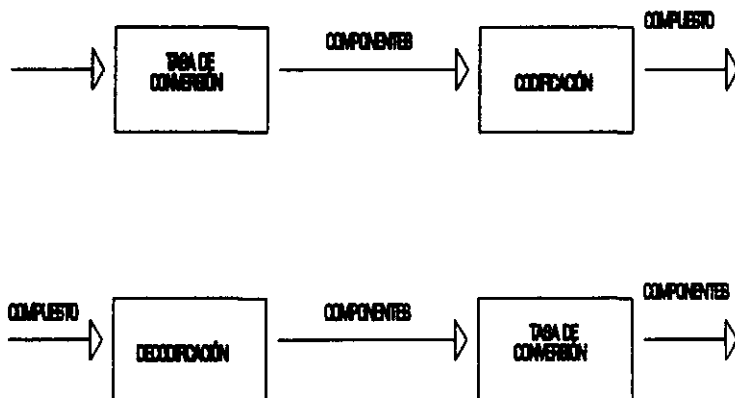 COMPUESTO
COMPONENTES
TASA DE
CONVERSIÓN
CODIFICACIÓN
COMPUESTO
COMPONENTES
COMPONENTES
DECODIFICACIÓN
TASA DE
CONVERSIÓN